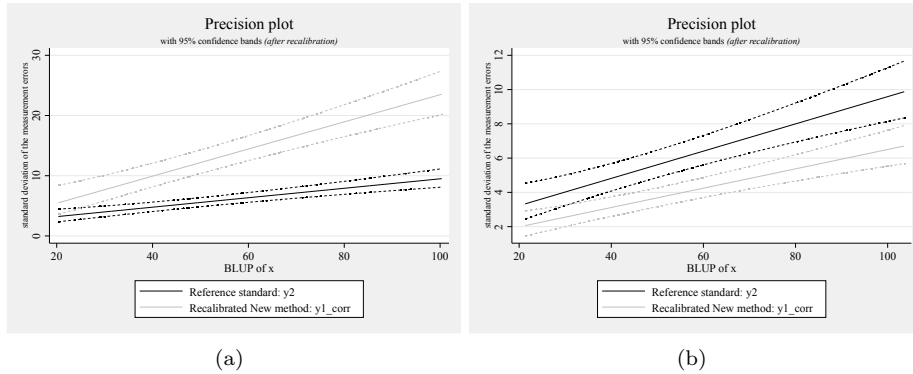 Precision plot
with 95% confidence bands (after recalibration)
standard deviation of the measurement errors
30
20
10
0
20 40 60 80 100
BLUP of x
Reference standard: y2
Recalibrated New method: y1_corr
(a)
Precision plot
with 95% confidence bands (after recalibration)
standard deviation of the measurement errors
12
10
8
6
4
2
20 40 60 80 100
BLUP of x
Reference standard: y2
Recalibrated New method: y1_corr
(b)